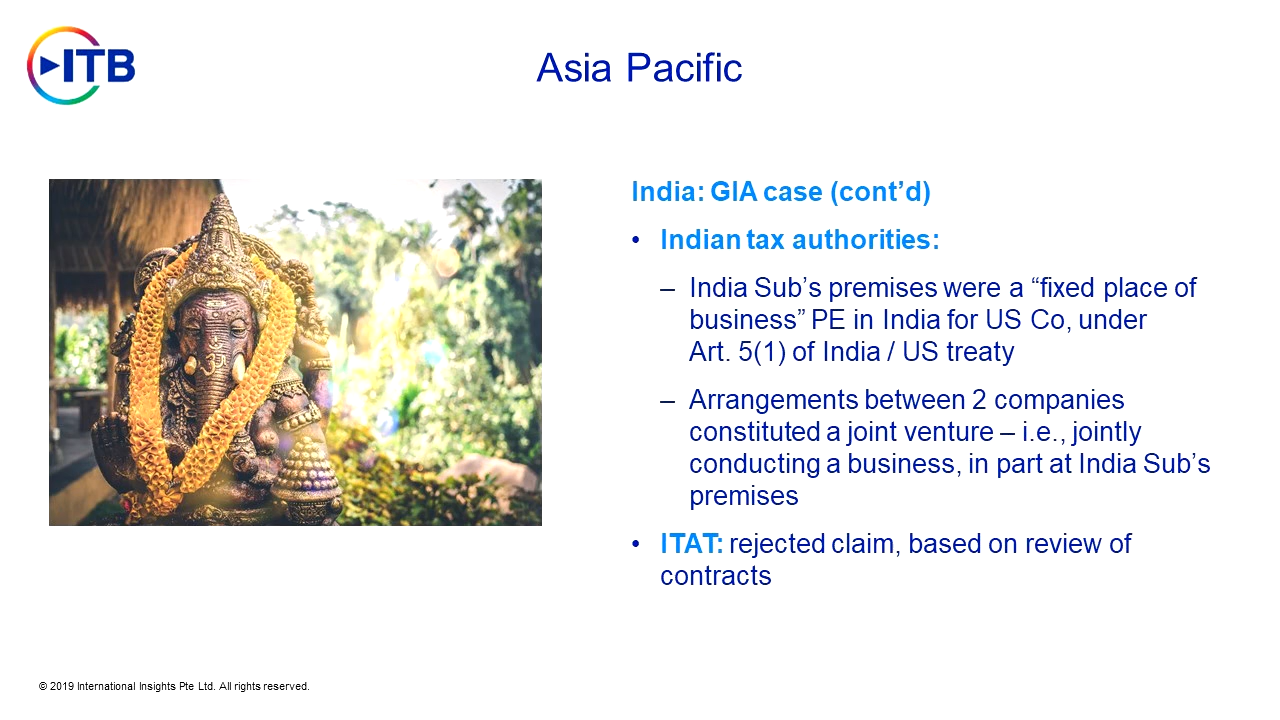 ITB
Asia Pacific
India: GIA case (cont’d)
• Indian tax authorities:
– India Sub’s premises were a “fixed place of
business” PE in India for US Co, under
Art. 5(1) of India / US treaty
– Arrangements between 2 companies
constituted a joint venture – i.e., jointly
conducting a business, in part at India Sub’s
premises
• ITAT: rejected claim, based on review of
contracts
© 2019 International Insights Pte Ltd. All rights reserved.